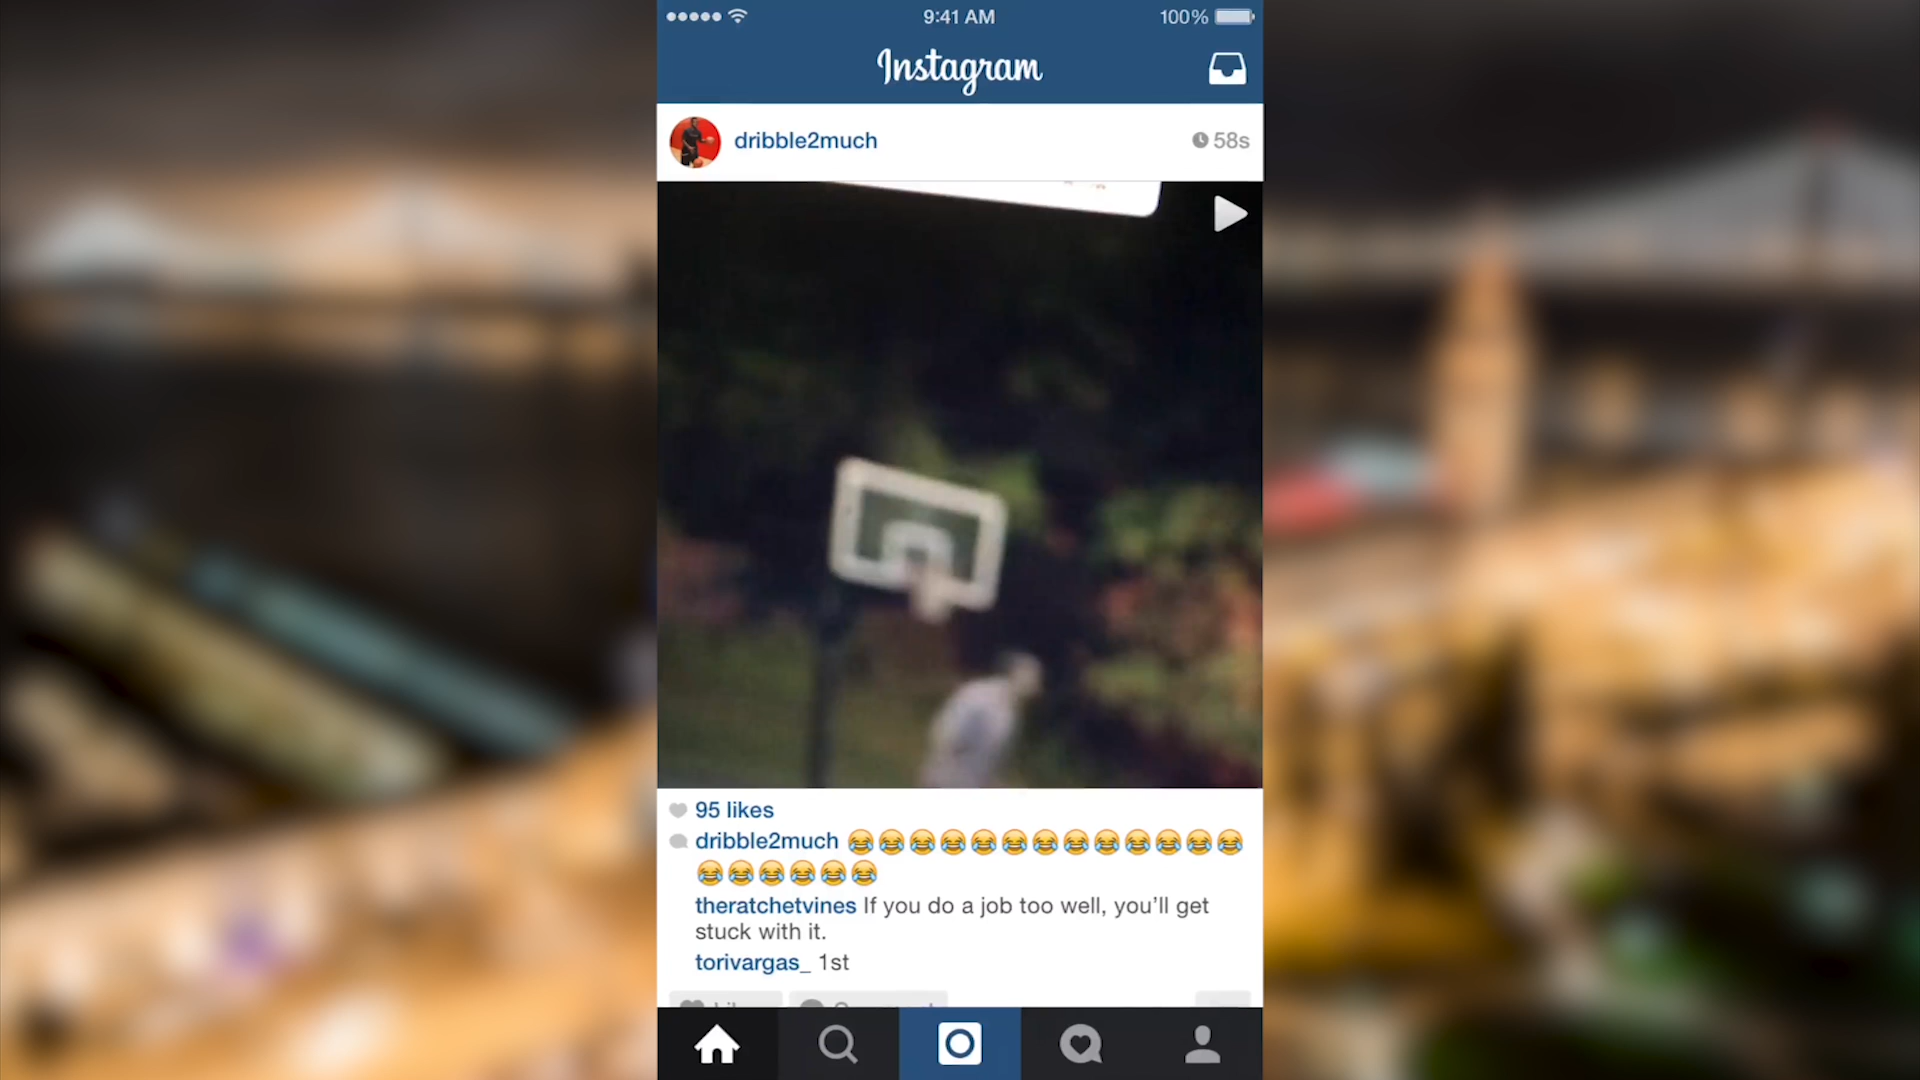 9:41 AM
100%
Instagram
dribble2much
58s
95 likes
dribble2much 😂😂😂😂😂😂😂😂😂😂😂😂😂
😂😂😂😂😂😂
theratchetvines If you do a job too well, you’ll get
stuck with it.
torivargas_ 1st